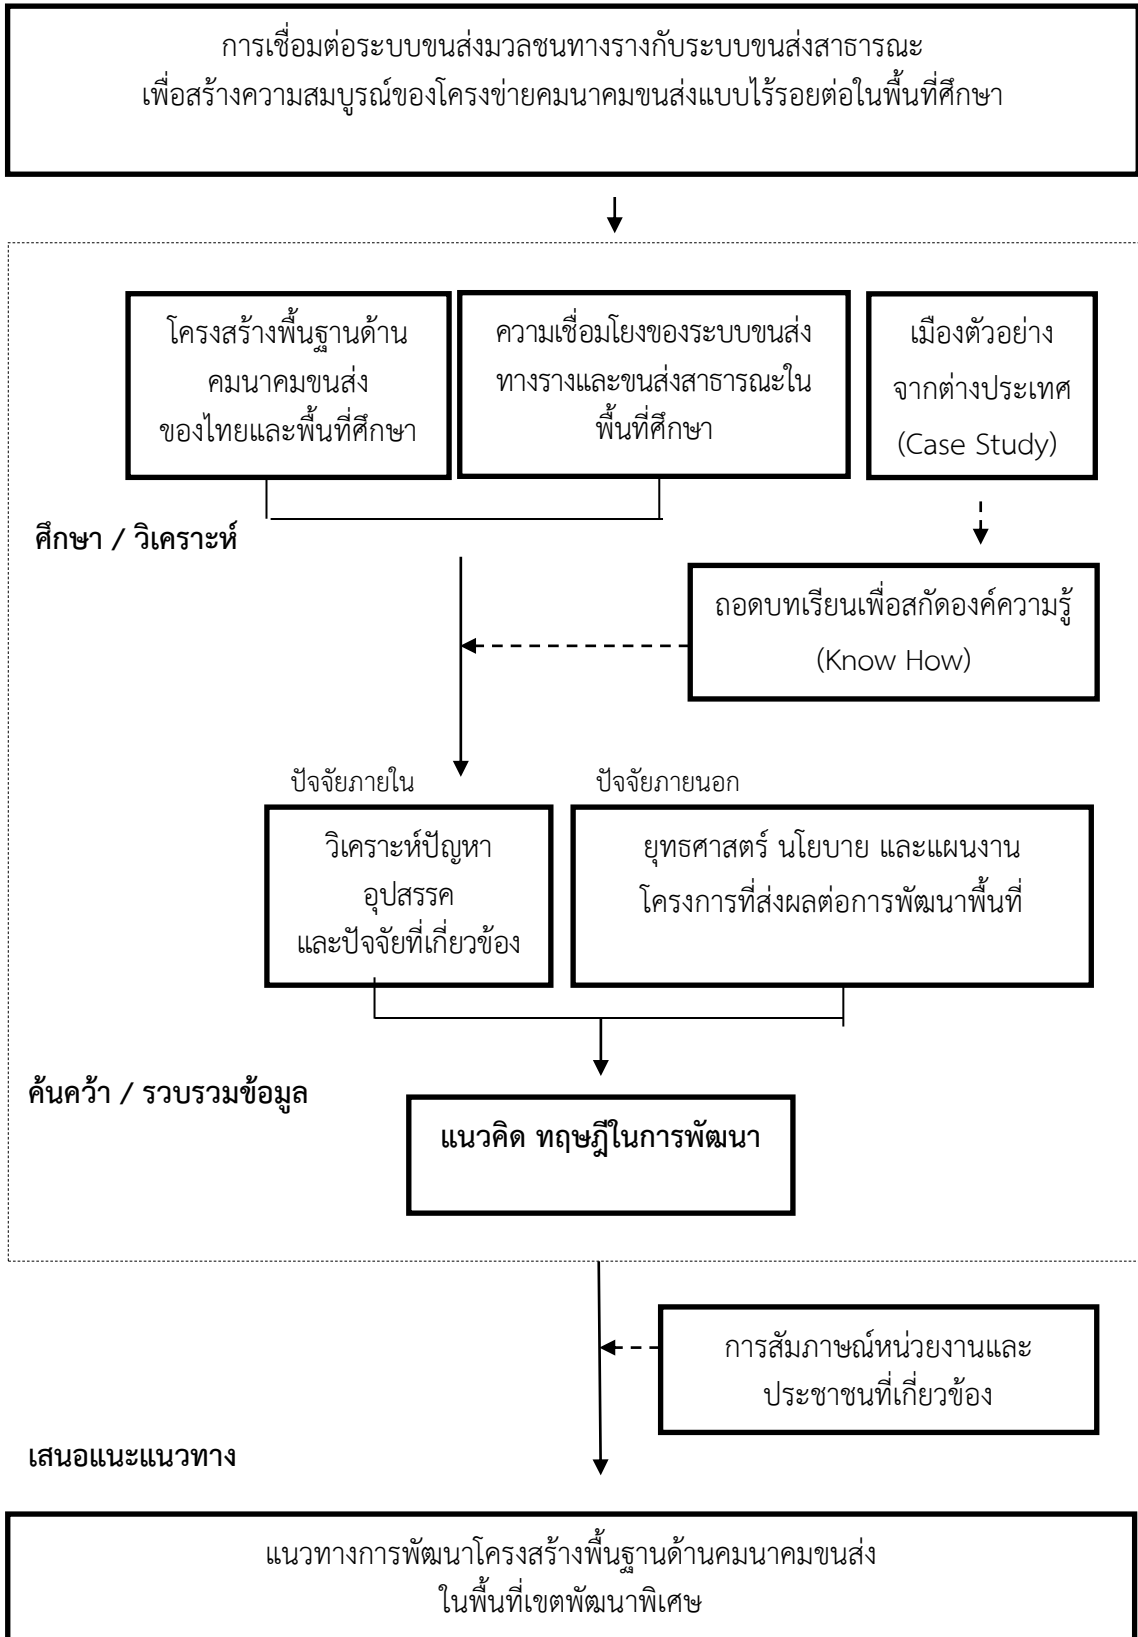 การเชื่อมต่อระบบขนส่งมวลชนทางรางกับระบบขนส่งสาธารณะ
เพื่อสร้างความสมบูรณ์ของโครงข่ายคมนาคมขนส่งแบบไร้รอยต่อในพื้นที่ศึกษา
โครงสร้างพื้นฐานด้าน
คมนาคมขนส่ง
ของไทยและพื้นที่ศึกษา
ความเชื่อมโยงของระบบขนส่ง
ทางรางและขนส่งสาธารณะใน
พื้นที่ศึกษา
เมืองตัวอย่าง
จากต่างประเทศ
(Case Study)
ศึกษา / วิเคราะห์
ถอดบทเรียนเพื่อสกัดองค์ความรู้
(Know How)
ปัจจัยภายใน
ปัจจัยภายนอก
วิเคราะห์ปัญหา
อุปสรรค
และปัจจัยที่เกี่ยวข้อง
ยุทธศาสตร์ นโยบาย และแผนงาน
โครงการที่ส่งผลต่อการพัฒนาพื้นที่
ค้นคว้า / รวบรวมข้อมูล
แนวคิด ทฤษฎีในการพัฒนา
การสัมภาษณ์หน่วยงานและ
ประชาชนที่เกี่ยวข้อง
เสนอแนะแนวทาง
แนวทางการพัฒนาโครงสร้างพื้นฐานด้านคมนาคมขนส่ง
ในพื้นที่เขตพัฒนาพิเศษ